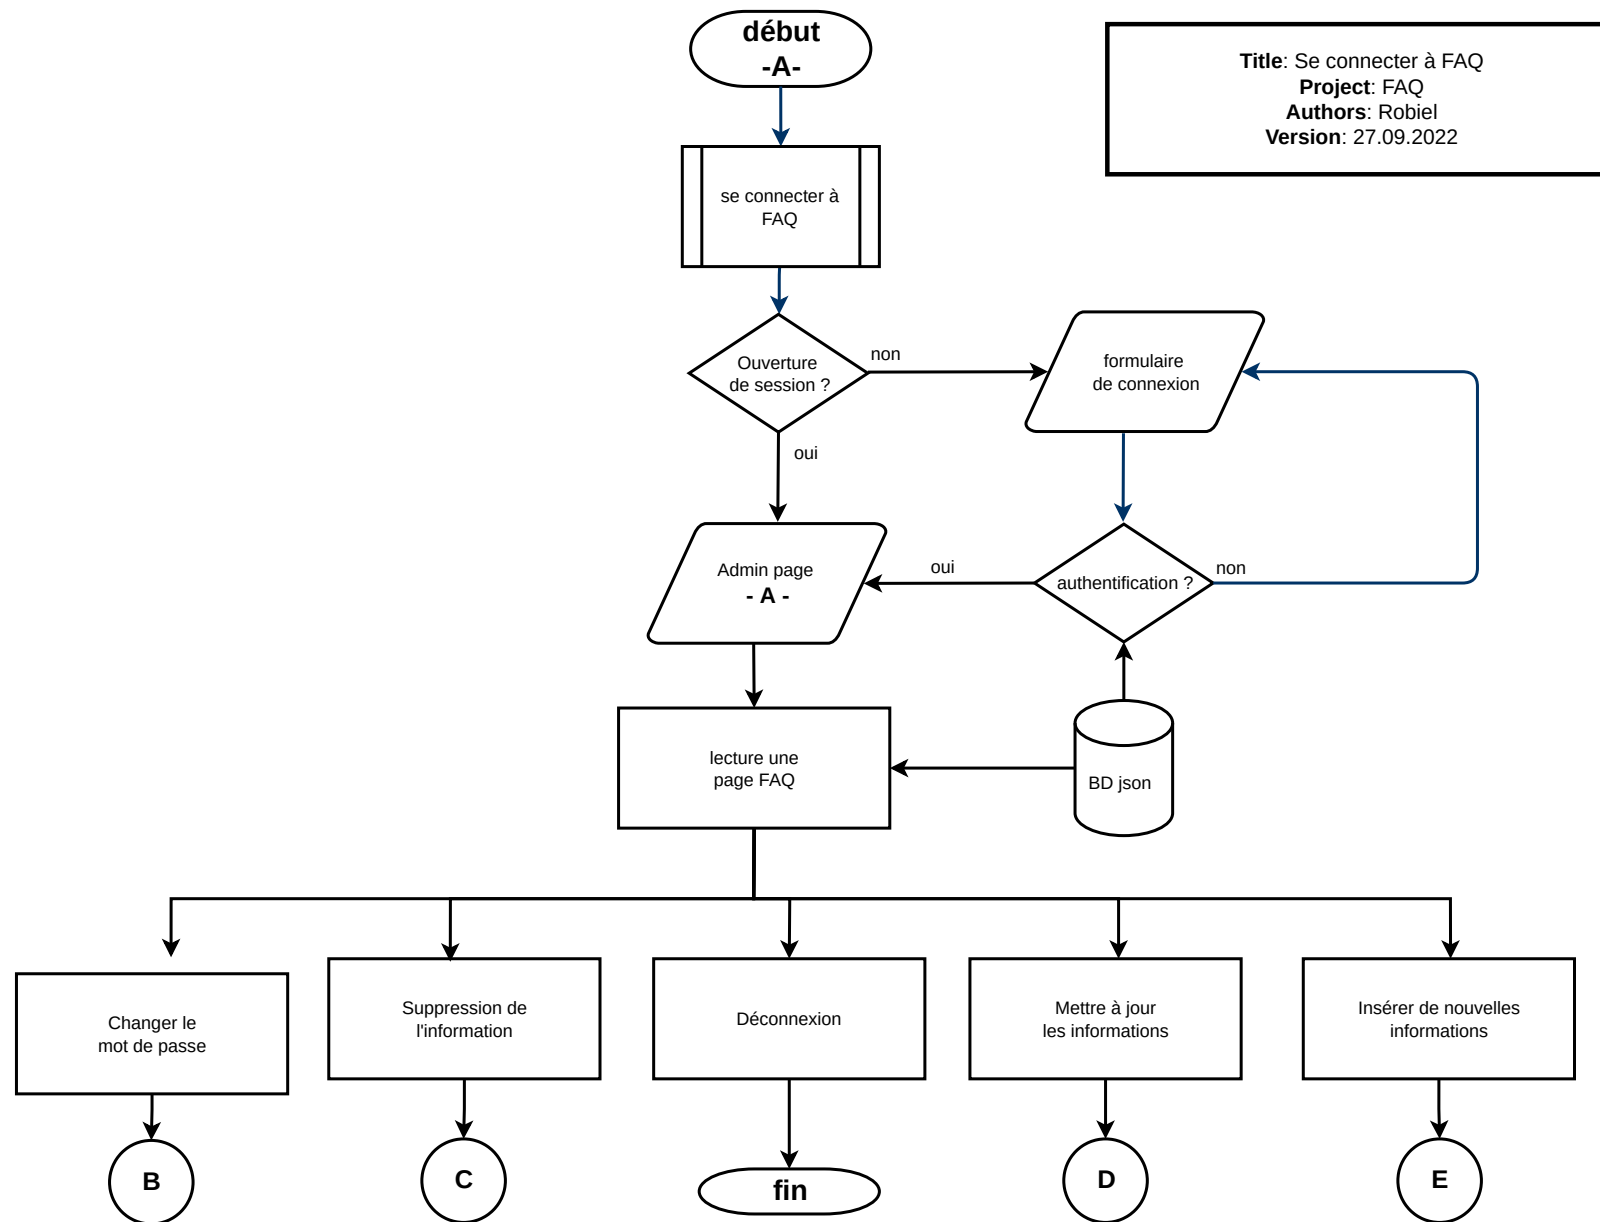 début
-A-
Title: Se connecter à FAQ
Project: FAQ
Authors: Robiel
Version: 27.09.2022
se connecter à
FAQ
Ouverture
de session ?
non
formulaire
de connexion
oui
Admin page
- A -
oui
authentification ?
non
lecture une
page FAQ
BD json
Changer le
mot de passe
Suppression de
l'information
Déconnexion
Mettre à jour
les informations
Insérer de nouvelles
informations
B
C
fin
D
E